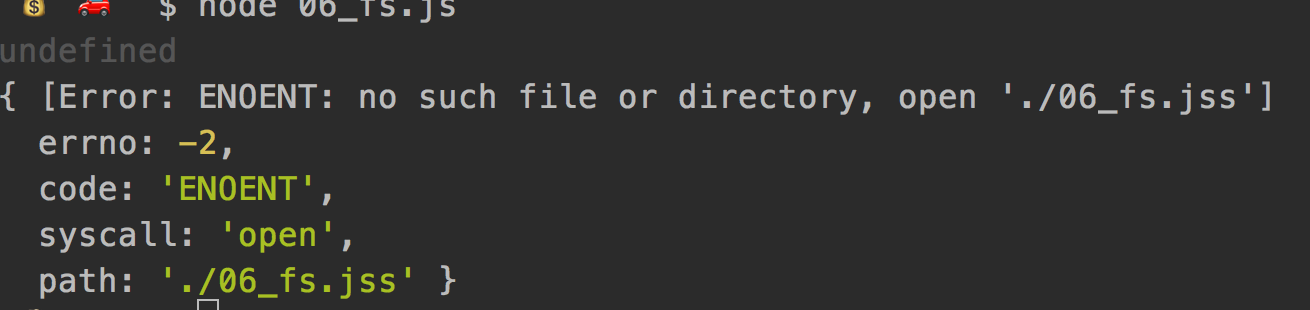 $ node 06_fs.js
undefined
{ [Error: ENOENT: no such file or directory, open './06_fs.jss']
  errno: -2,
  code: 'ENOENT',
  syscall: 'open',
  path: './06_fs.jss' }